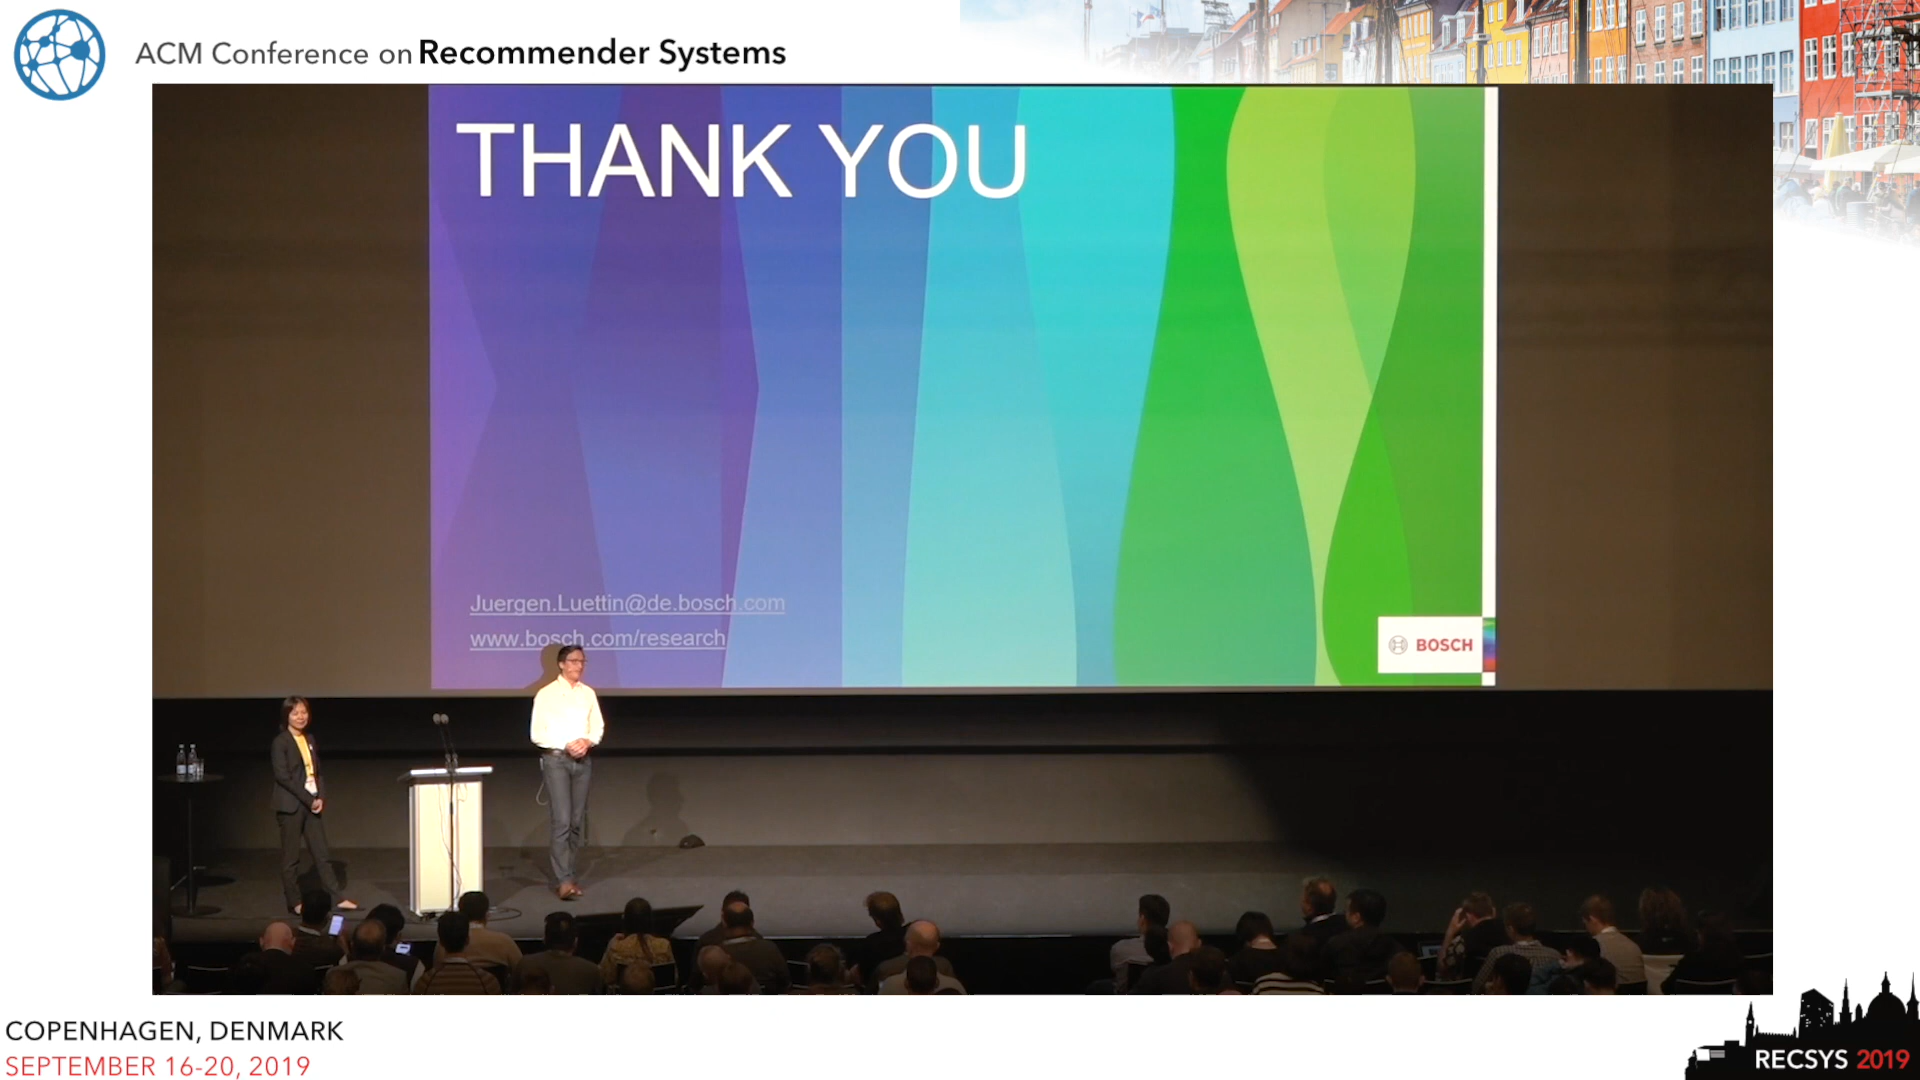 ACM Conference on Recommender Systems
THANK YOU
Juergen.Luettin@de.bosch.com
www.bosch.com/research
BOSCH
COPENHAGEN, DENMARK
SEPTEMBER 16-20, 2019
RECSYS 2019